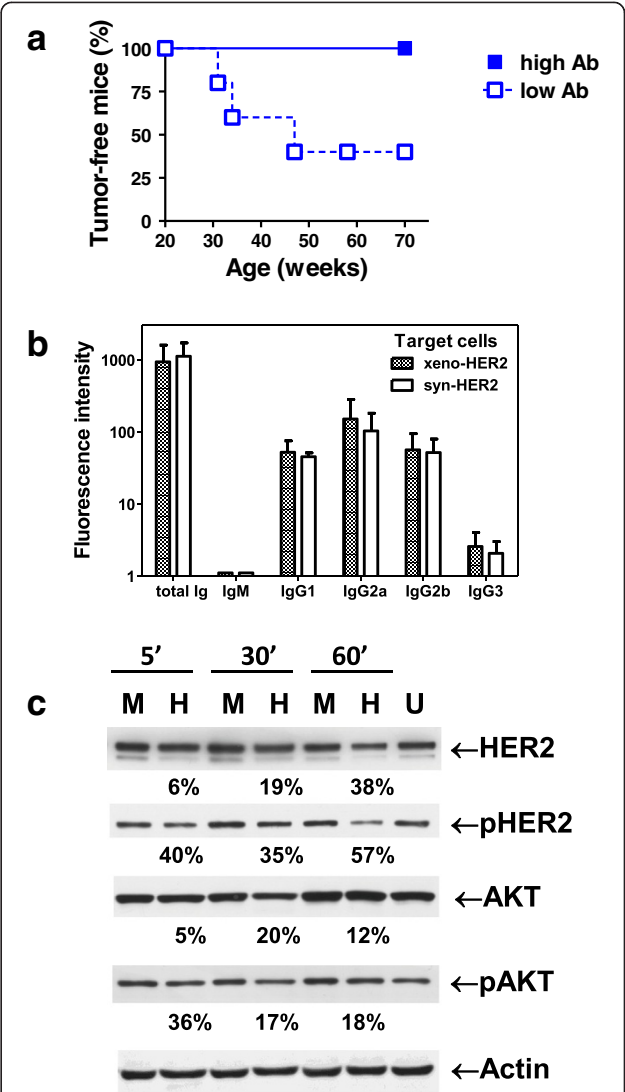 a
Tumor-free mice (%)
100
75
50
25
0
20 30 40 50 60 70
Age (weeks)
high Ab
low Ab
b
Fluorescence intensity
1000
100
10
1
Target cells
xeno-HER2
syn-HER2
total Ig IgM IgG1 IgG2a IgG2b IgG3
c
5’ 30’ 60’
M H M H M H U
←HER2
6% 19% 38%
←pHER2
40% 35% 57%
←AKT
5% 20% 12%
←pAKT
36% 17% 18%
←Actin